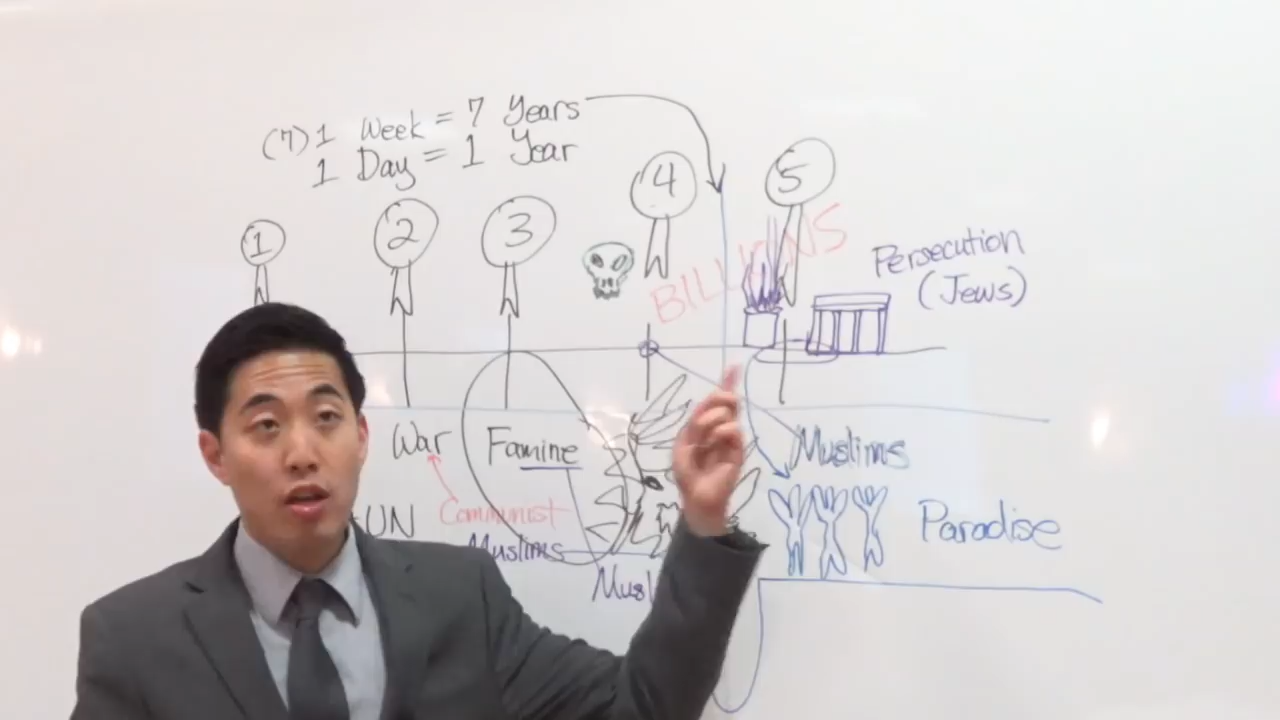 (7) 1 Week = 7 Years
1 Day = 1 Year
1
2
3
4
5
BILLIONS
Persecution
(Jews)
War
Famine
Muslims
Communist
UN
Muslims
Paradise